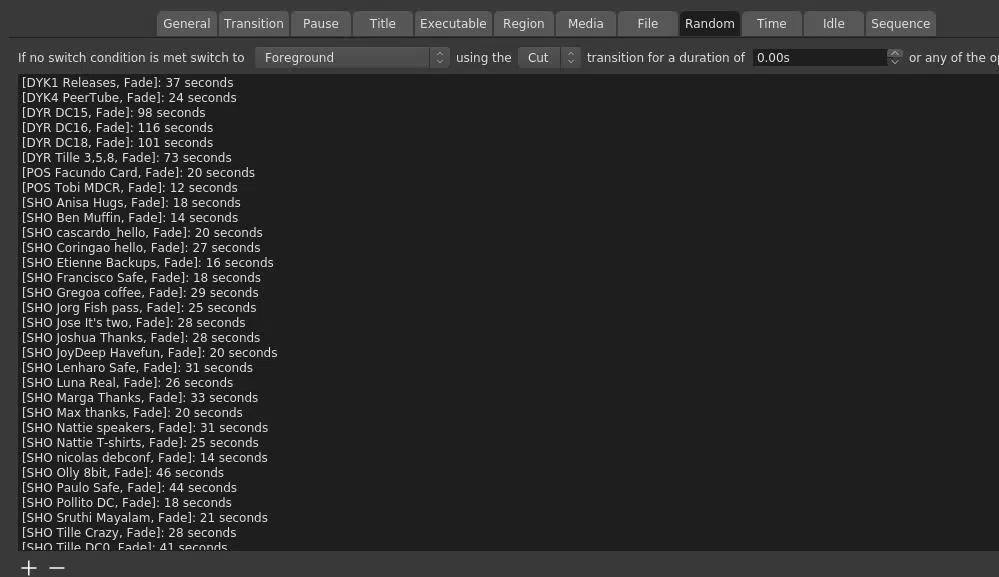 General Transition Pause Title Executable Region Media File Random Time Idle Sequence
If no switch condition is met switch to Foreground using the Cut transition for a duration of 0.00s or any of the
[DYK1 Releases, Fade]: 37 seconds
[DYK4 PeerTube, Fade]: 24 seconds
[DYR DC15, Fade]: 98 seconds
[DYR DC16, Fade]: 116 seconds
[DYR DC18, Fade]: 101 seconds
[DYR Tille 3,5,8, Fade]: 73 seconds
[POS Facundo Card, Fade]: 20 seconds
[POS Tobi MDCR, Fade]: 12 seconds
[SHO Anisa Hugs, Fade]: 18 seconds
[SHO Ben Muffin, Fade]: 14 seconds
[SHO cascardo_hello, Fade]: 20 seconds
[SHO Coringao hello, Fade]: 27 seconds
[SHO Etienne Backups, Fade]: 16 seconds
[SHO Francisco Safe, Fade]: 18 seconds
[SHO Gregoa coffee, Fade]: 29 seconds
[SHO Jorg Fish pass, Fade]: 25 seconds
[SHO Jose It's two, Fade]: 28 seconds
[SHO Joshua Thanks, Fade]: 28 seconds
[SHO JoyDeep Havefun, Fade]: 20 seconds
[SHO Lenharo Safe, Fade]: 31 seconds
[SHO Luna Real, Fade]: 26 seconds
[SHO Marga Thanks, Fade]: 33 seconds
[SHO Max thanks, Fade]: 20 seconds
[SHO Nattie speakers, Fade]: 31 seconds
[SHO Nattie T-shirts, Fade]: 25 seconds
[SHO nicolas debconf, Fade]: 14 seconds
[SHO Olly 8bit, Fade]: 46 seconds
[SHO Paulo Safe, Fade]: 44 seconds
[SHO Pollito DC, Fade]: 18 seconds
[SHO Sruthi Mayalam, Fade]: 21 seconds
[SHO Tille Crazy, Fade]: 28 seconds
[SHO Tille DC0, Fade]: 41 seconds